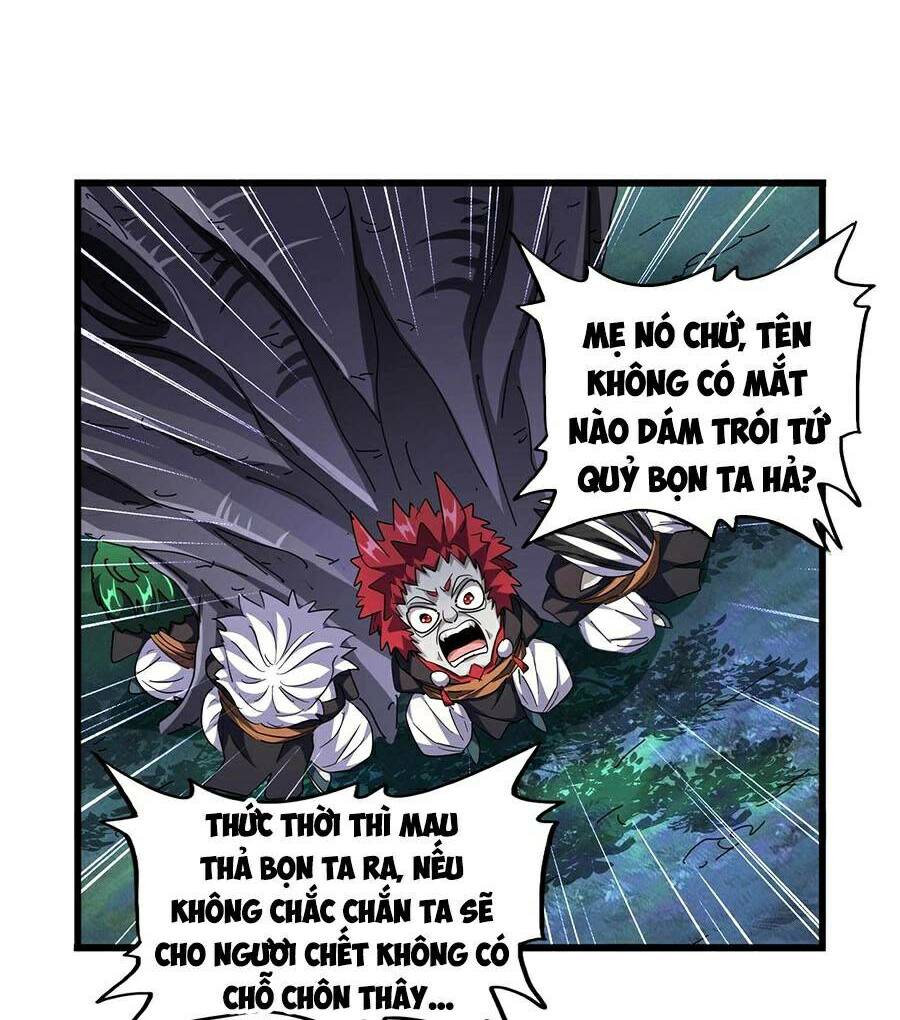 MẸ NÓ CHỨ, TÊN
KHÔNG CÓ MẮT
NÀO DÁM TRÓI TỨ
QUỶ BỌN TA HẢ?
THỨC THỜI THÌ MAU
THẢ BỌN TA RA, NẾU
KHÔNG CHẮC CHẮN TA SẼ
CHO NGƯƠI CHẾT KHÔNG CÓ
CHỖ CHÔN THÂY...